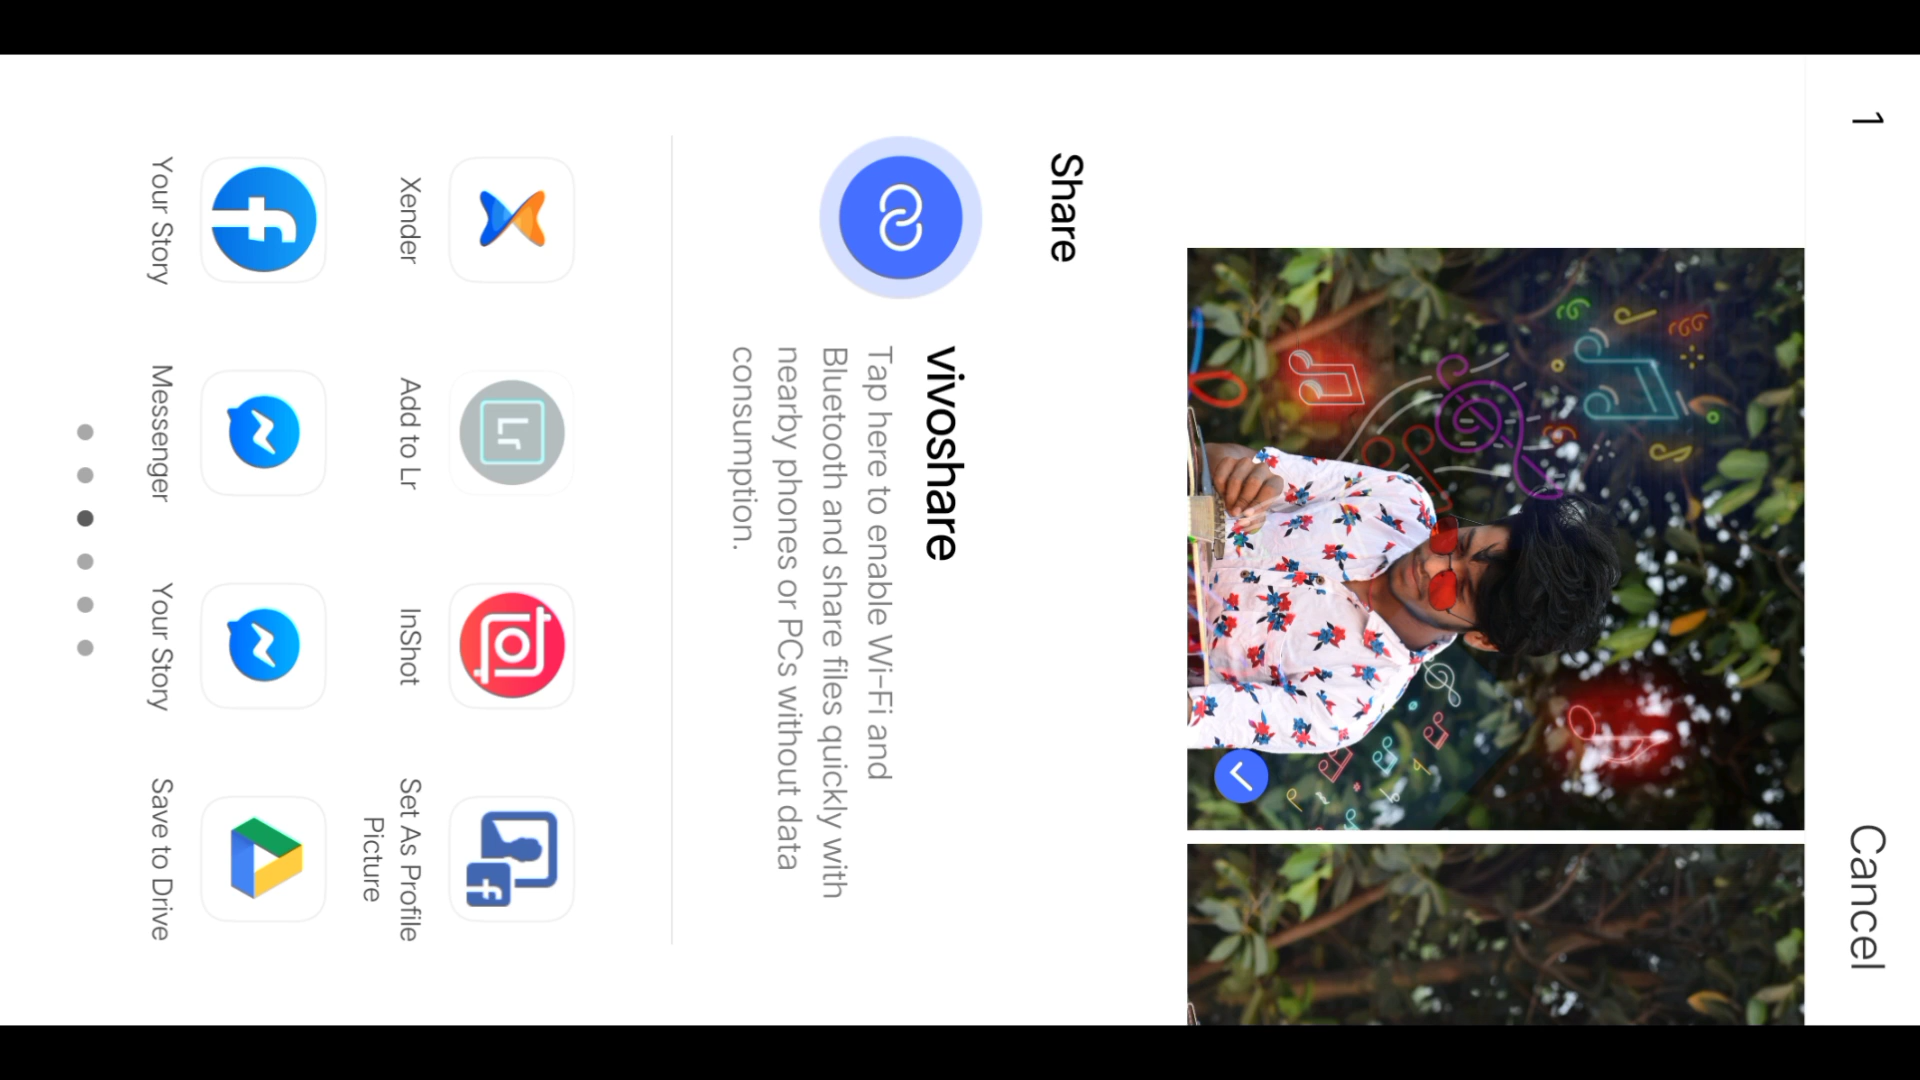 1
Cancel
Share
vivoshare
Tap here to enable Wi-Fi and
Bluetooth and share files quickly with
nearby phones or PCs without data
consumption.
Xender
Add to Lr
InShot
Set As Profile
Picture
Your Story
Messenger
Your Story
Save to Drive